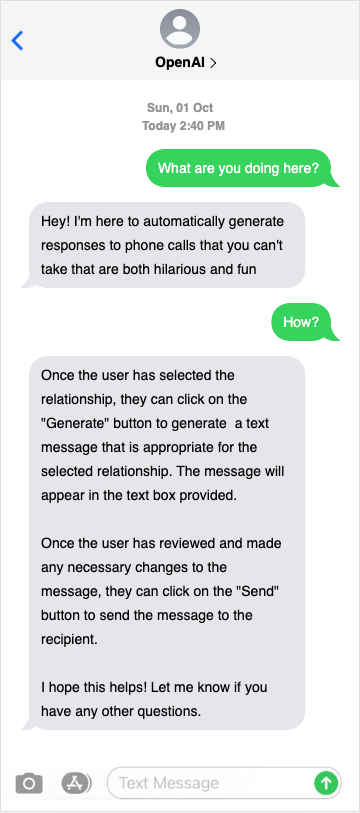 OpenAI
Sun, 01 Oct
Today 2:40 PM
What are you doing here?
Hey! I'm here to automatically generate
responses to phone calls that you can't
take that are both hilarious and fun
How?
Once the user has selected the
relationship, they can click on the
"Generate" button to generate  a text
message that is appropriate for the
selected relationship. The message will
appear in the text box provided.
Once the user has reviewed and made
any necessary changes to the
message, they can click on the "Send"
button to send the message to the
recipient.
I hope this helps! Let me know if you
have any other questions.
Text Message